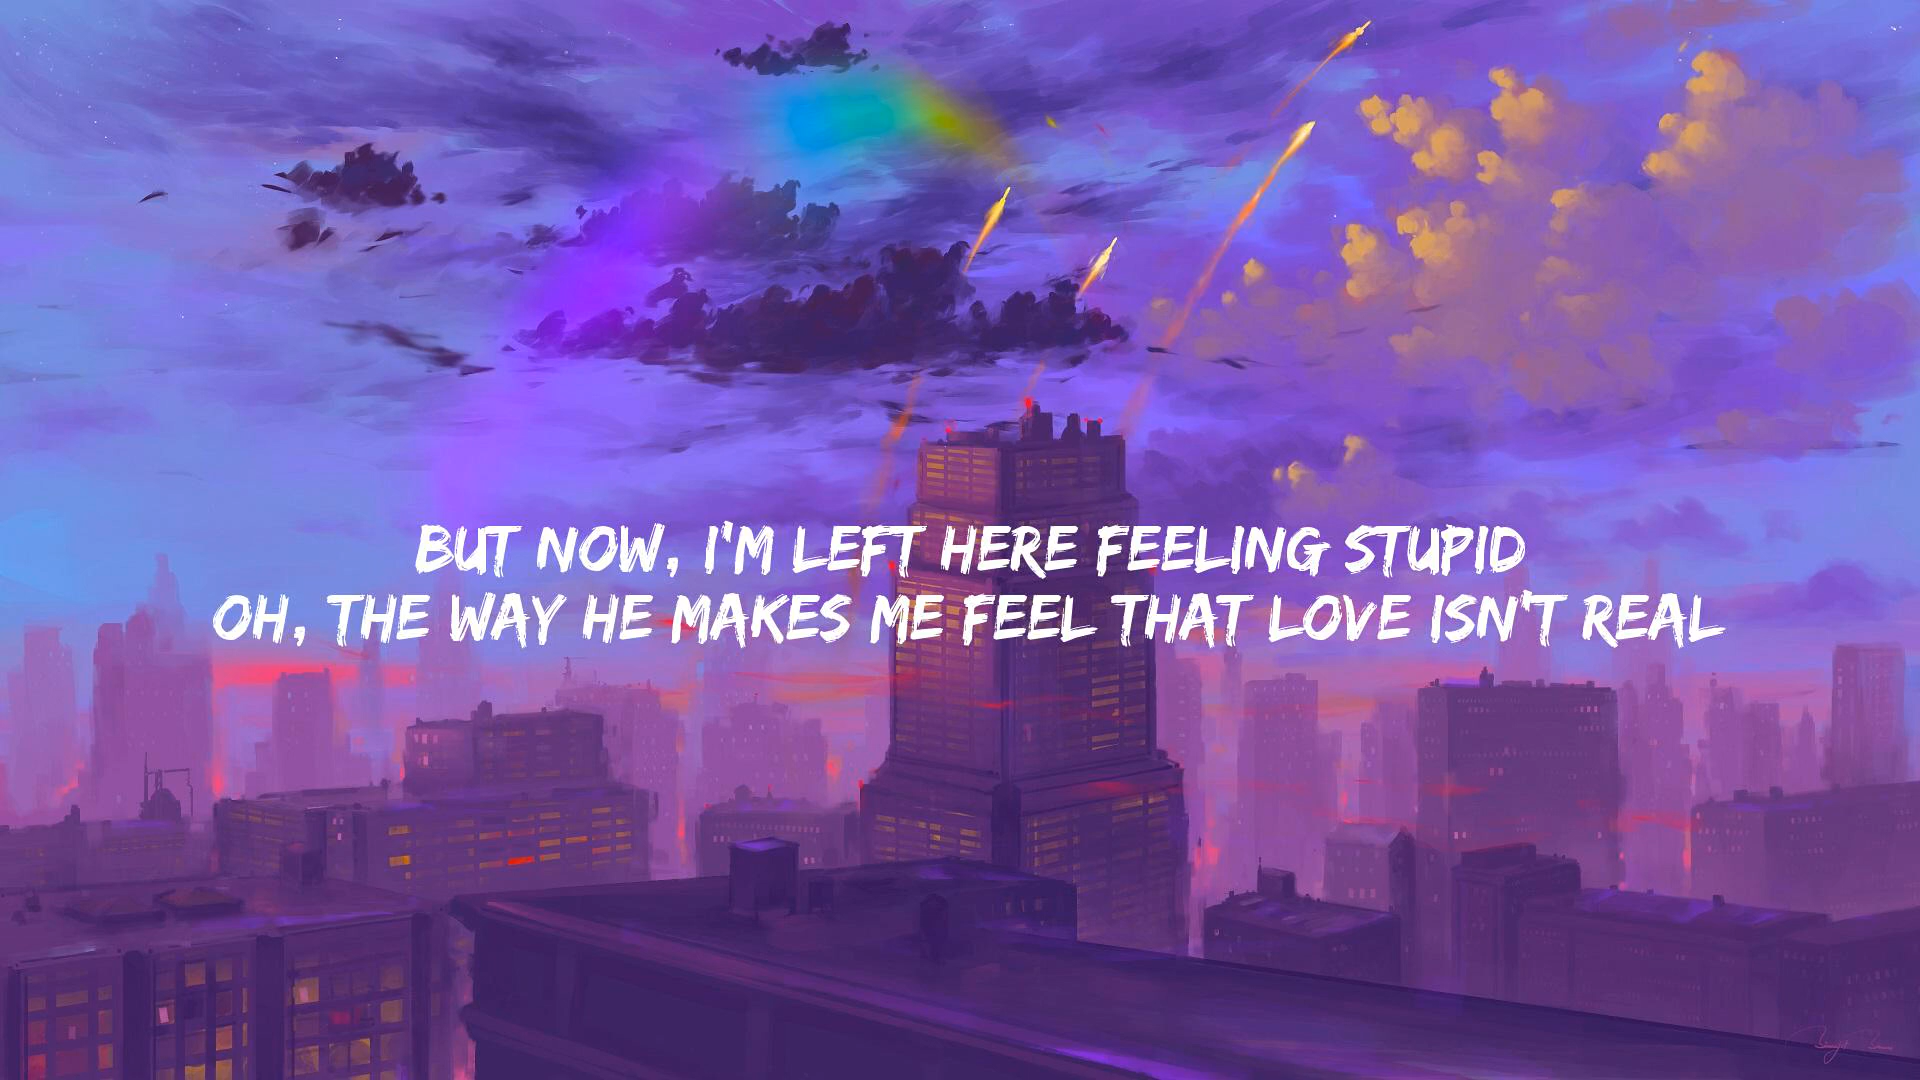 BUT NOW, I'M LEFT HERE FEELING STUPID
OH, THE WAY HE MAKES ME FEEL THAT LOVE ISN'T REAL